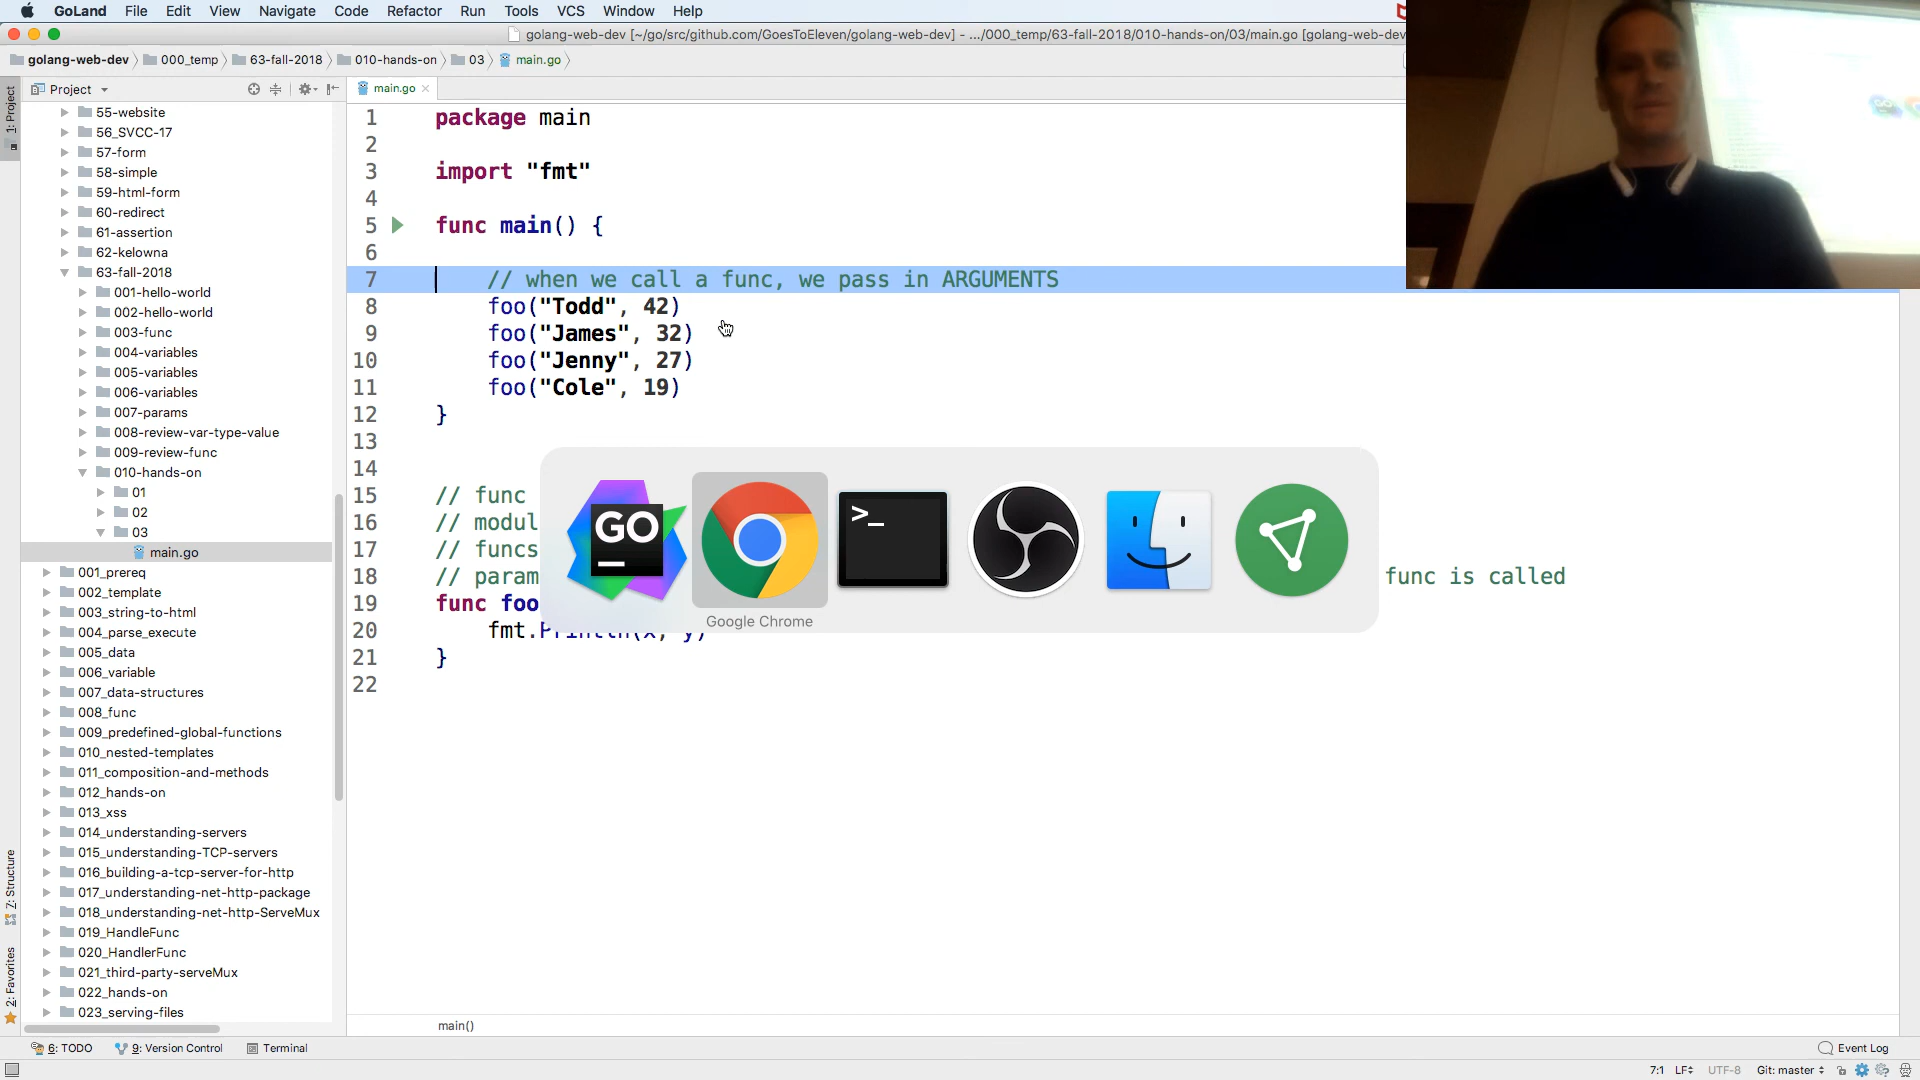 GoLand File Edit View Navigate Code Refactor Run Tools VCS Window Help
golang-web-dev [~/go/src/github.com/GoesToEleven/golang-web-dev] - .../000_temp/63-fall-2018/010-hands-on/03/main.go [golang-web-dev
golang-web-dev 000_temp 63-fall-2018 010-hands-on 03 main.go
Project
main.go
1: Project
55-website
56_SVCC-17
57-form
58-simple
59-html-form
60-redirect
61-assertion
62-kelowna
63-fall-2018
001-hello-world
002-hello-world
003-func
004-variables
005-variables
006-variables
007-params
008-review-var-type-value
009-review-func
010-hands-on
01
02
03
main.go
001_prereq
002_template
003_string-to-html
004_parse_execute
005_data
006_variable
007_data-structures
008_func
009_predefined-global-functions
010_nested-templates
011_composition-and-methods
012_hands-on
013_xss
014_understanding-servers
015_understanding-TCP-servers
016_building-a-tcp-server-for-http
017_understanding-net-http-package
018_understanding-net-http-ServeMux
019_HandleFunc
020_HandlerFunc
021_third-party-serveMux
022_hands-on
023_serving-files
Z: Structure
2: Favorites
1 package main
2
3 import "fmt"
4
5 func main() {
6
7 // when we call a func, we pass in ARGUMENTS
8 foo("Todd", 42)
9 foo("James", 32)
10 foo("Jenny", 27)
11 foo("Cole", 19)
12 }
13
14
15 // func
16 // modul
17 // funcs
18 // param func is called
19 func foo
20 fmt.Println(x, y)
21 }
22
GO
>_
Google Chrome
main()
6: TODO 9: Version Control Terminal Event Log
7:1 LF UTF-8 Git: master